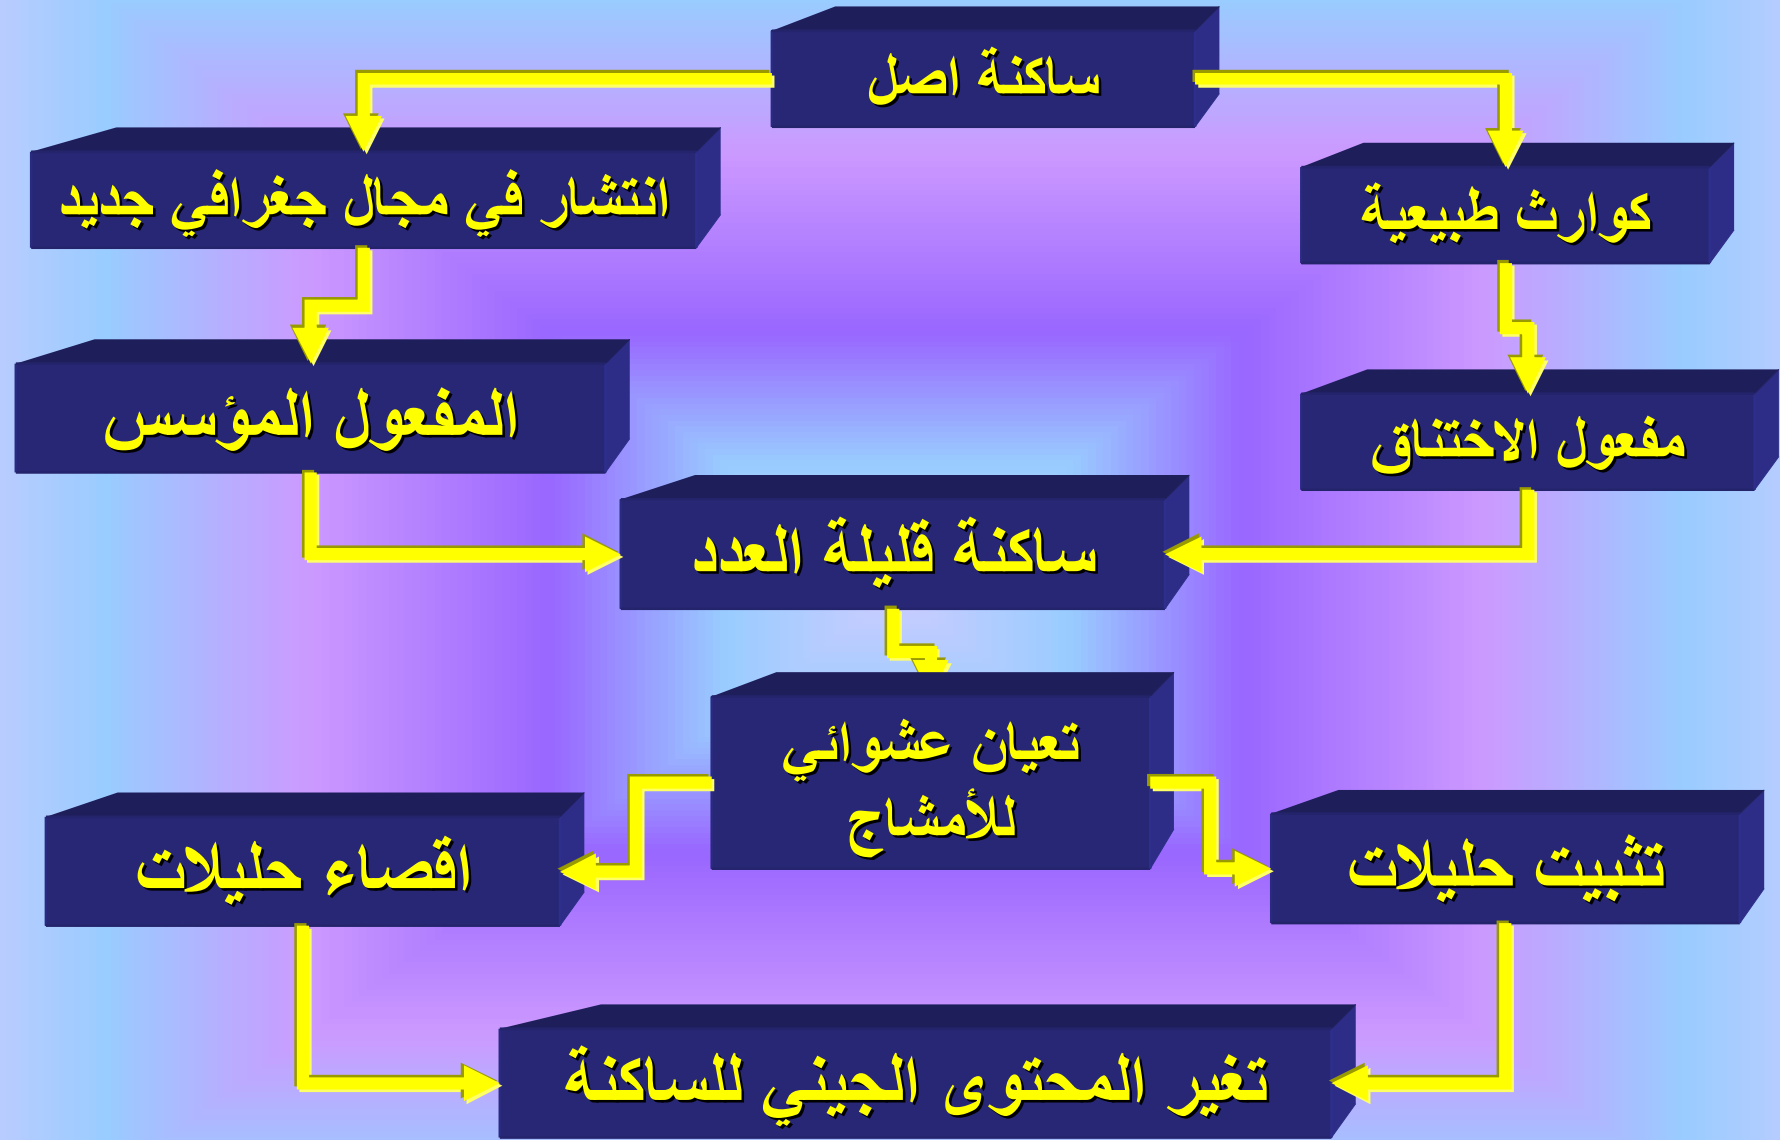 ساكنة اصل
كوارث طبيعية
انتشار في مجال جغرافي جديد
مفعول الاختناق
المفعول المؤسس
ساكنة قليلة العدد
تعيان عشوائي
للأمشاج
تثبيت حليلات
اقصاء حليلات
تغير المحتوى الجيني للساكنة